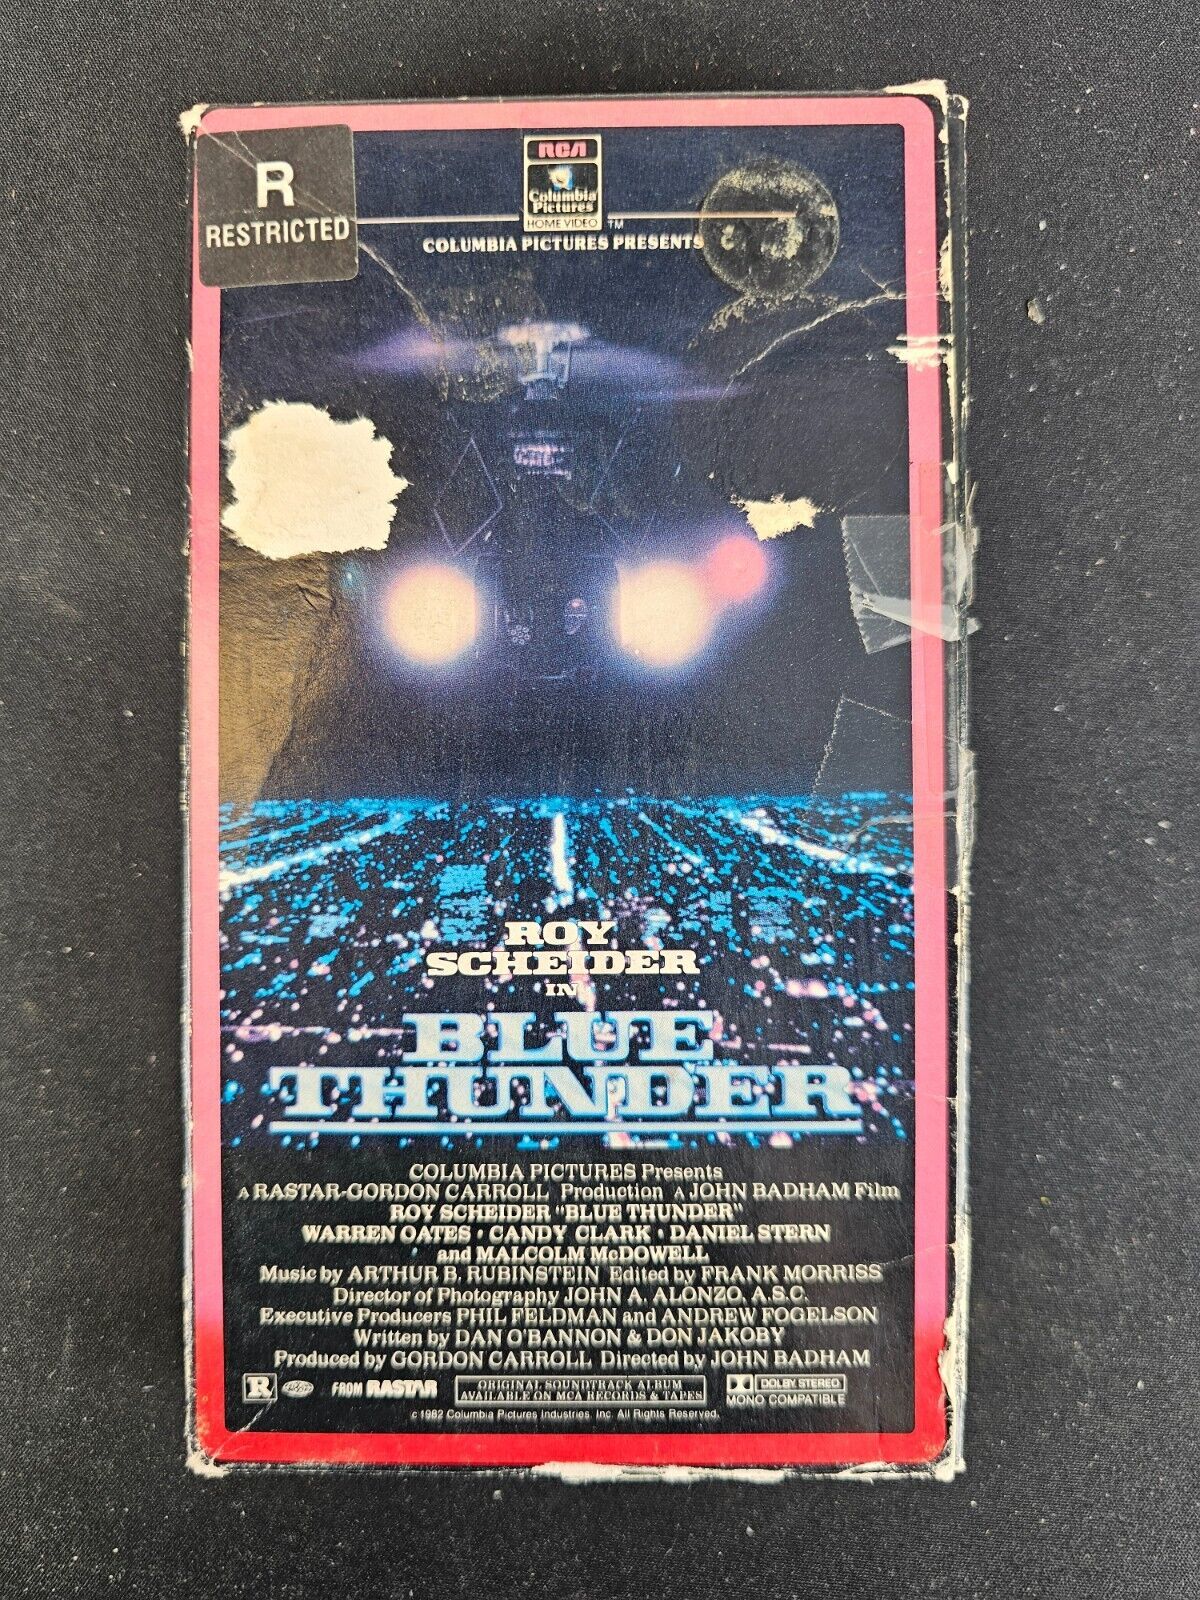 R
RESTRICTED
RCA
Columbia
Pictures
HOME VIDEO TM
COLUMBIA PICTURES PRESENTS
ROY
SCHEIDER
IN
BLUE
THUNDER
COLUMBIA PICTURES Presents
A RASTAR-GORDON CARROLL Production A JOHN BADHAM Film
ROY SCHEIDER "BLUE THUNDER"
WARREN OATES · CANDY CLARK · DANIEL STERN
and MALCOLM McDOWELL
Music by ARTHUR B. RUBINSTEIN Edited by FRANK MORRISS
Director of Photography JOHN A. ALONZO, A.S.C.
Executive Producers PHIL FELDMAN and ANDREW FOGELSON
Written by DAN O'BANNON & DON JAKOBY
Produced by GORDON CARROLL Directed by JOHN BADHAM
R FROM RASTAR
ORIGINAL SOUNDTRACK ALBUM
AVAILABLE ON MCA RECORDS & TAPES
DOLBY STEREO
MONO COMPATIBLE
c 1982 Columbia Pictures Industries, Inc. All Rights Reserved.